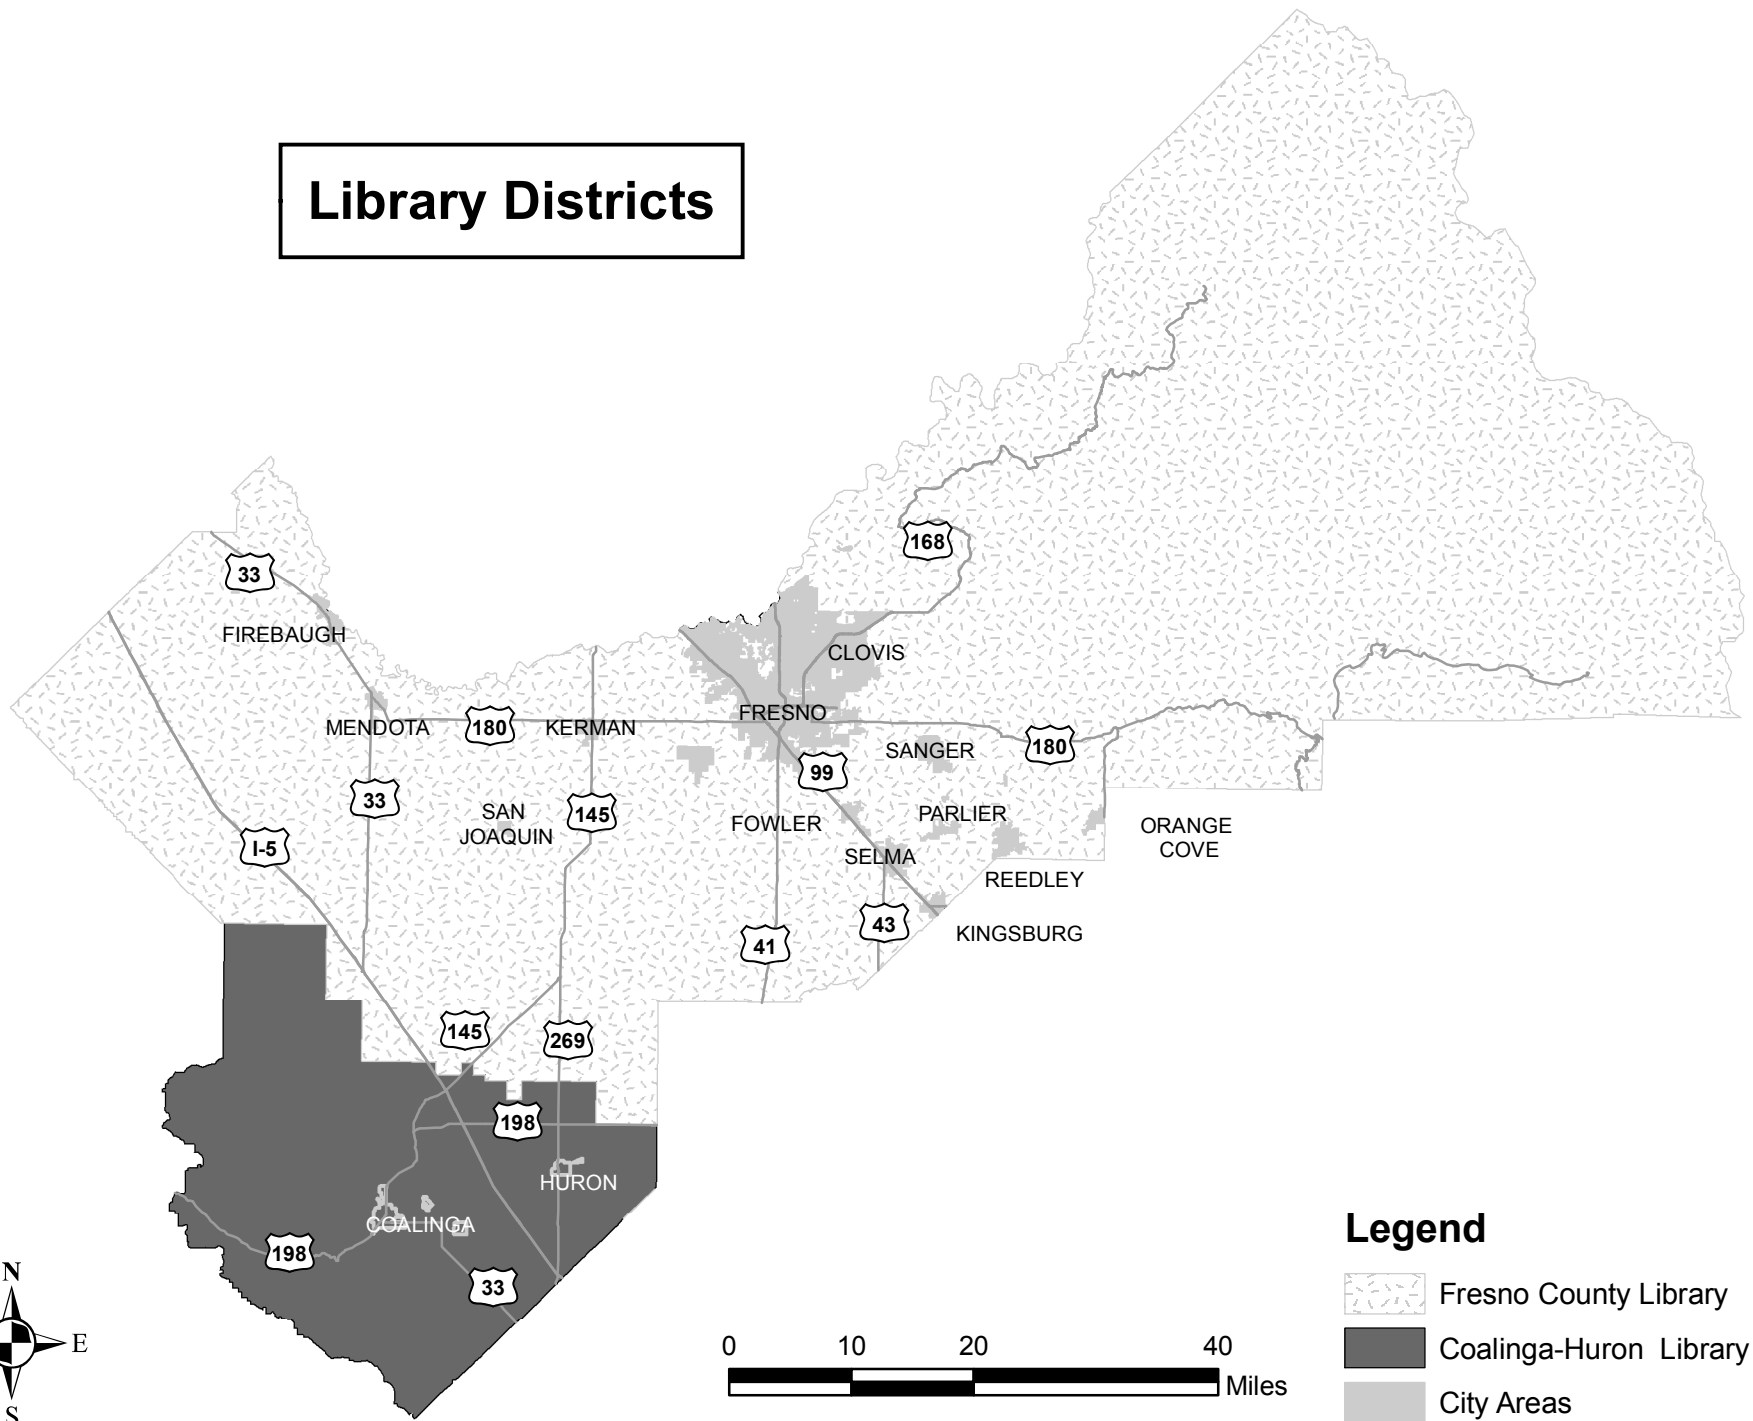 Library Districts
168
33
FIREBAUGH
CLOVIS
FRESNO
MENDOTA
180
KERMAN
SANGER
180
99
33
SAN
JOAQUIN
145
FOWLER
PARLIER
ORANGE
COVE
I-5
SELMA
REEDLEY
43
KINGSBURG
41
145
269
198
HURON
COALINGA
198
33
N
E
S
0 10 20 40
Miles
Legend
Fresno County Library
Coalinga-Huron Library
City Areas